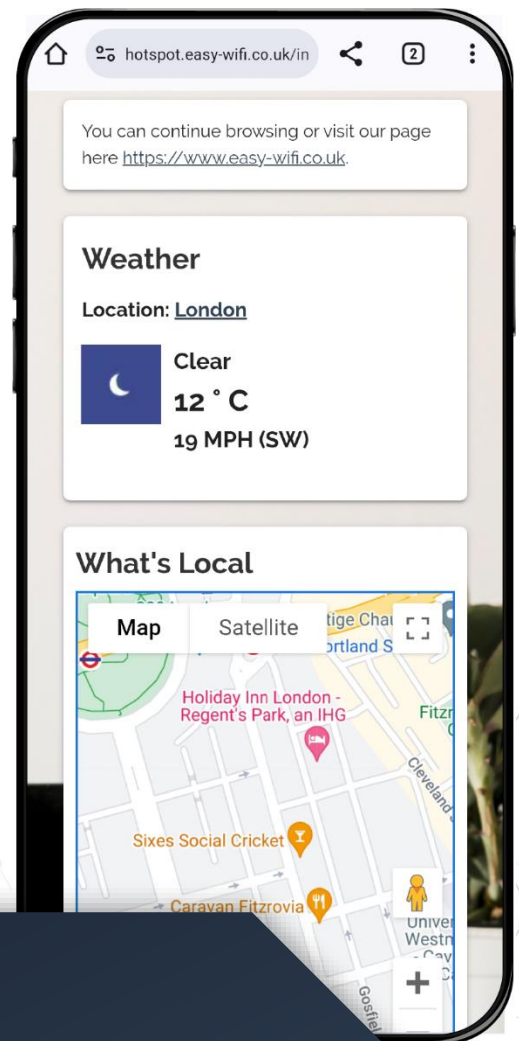 hotspot.easy-wifi.co.uk/in
2
You can continue browsing or visit our page
here https://www.easy-wifi.co.uk.
Weather
Location: London
Clear
12 ° C
19 MPH (SW)
What's Local
Map
Satellite
Holiday Inn London -
Regent's Park, an IHG
Sixes Social Cricket
Caravan Fitzrovia